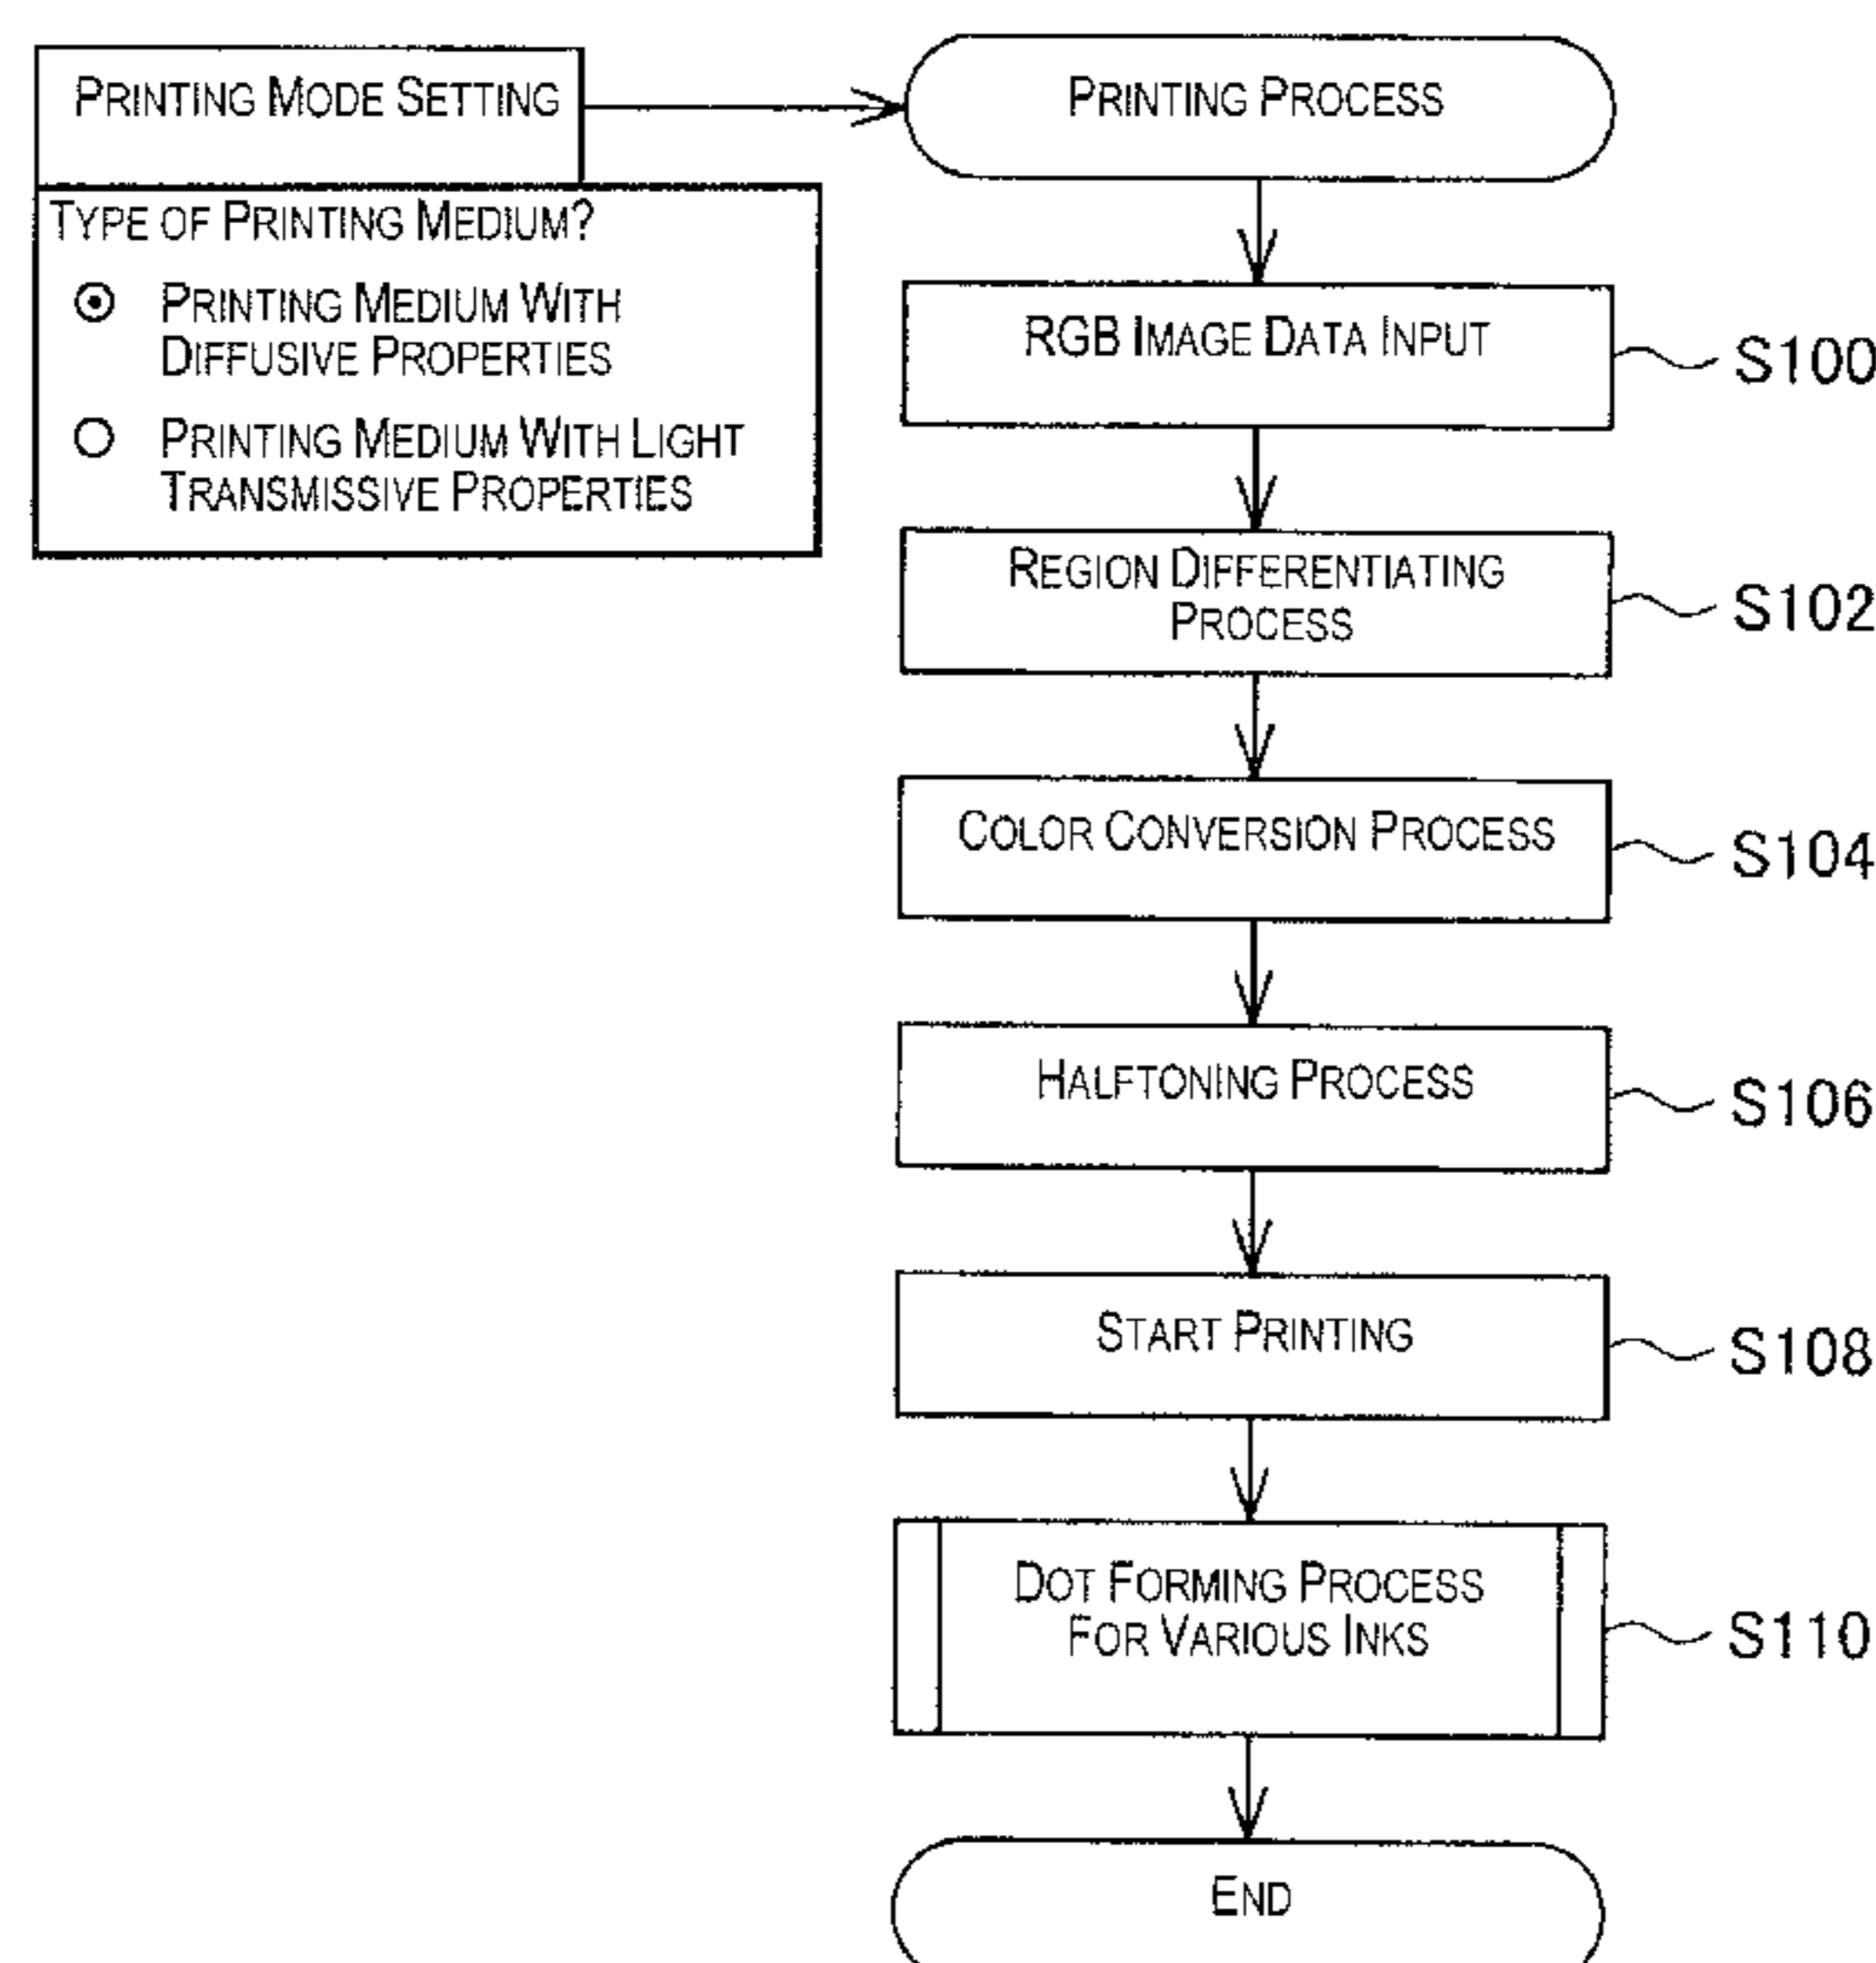 PRINTING MODE SETTING
PRINTING PROCESS
TYPE OF PRINTING MEDIUM?
PRINTING MEDIUM WITH
DIFFUSIVE PROPERTIES
PRINTING MEDIUM WITH LIGHT
TRANSMISSIVE PROPERTIES
RGB IMAGE DATA INPUT
S100
REGION DIFFERENTIATING
PROCESS
S102
COLOR CONVERSION PROCESS
S104
HALFTONING PROCESS
S106
START PRINTING
S108
DOT FORMING PROCESS
FOR VARIOUS INKS
S110
END